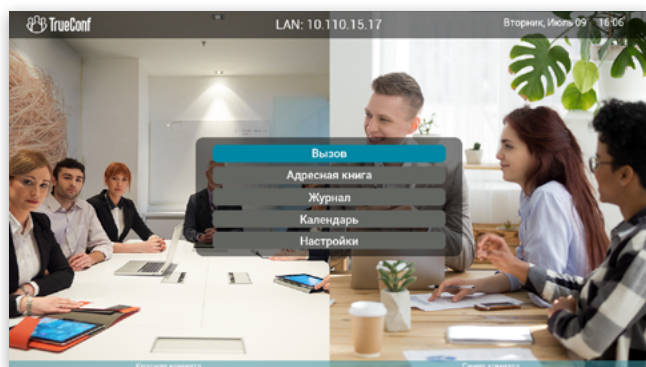 TrueConf
LAN: 10.110.15.17
Вторник, Июль 09 16:06
Вызов
Адресная книга
Журнал
Календарь
Настройки